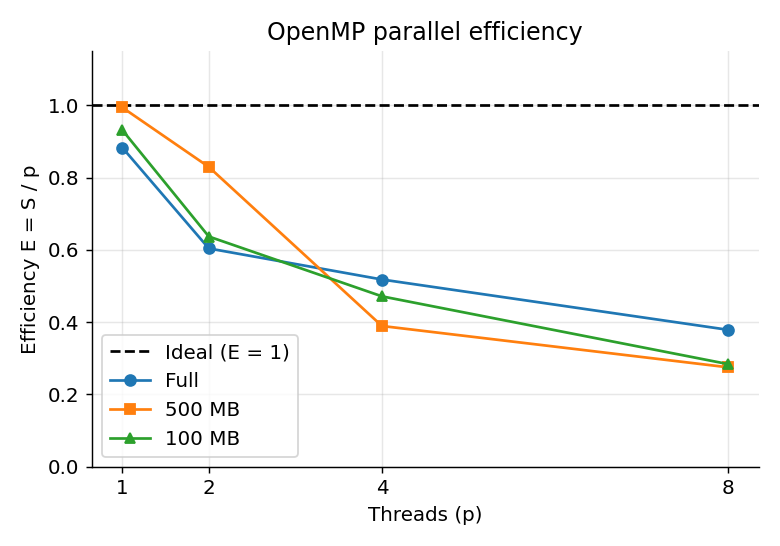 OpenMP parallel efficiency
Efficiency E = S / p
1.0
0.8
0.6
0.4
0.2
0.0
Ideal (E = 1)
Full
500 MB
100 MB
1 2 4 8
Threads (p)